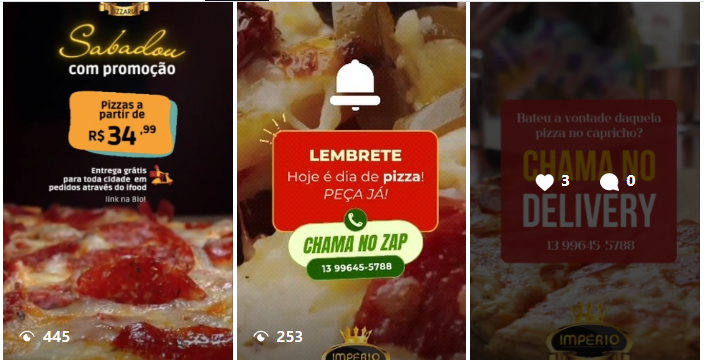 PIZZARIA
Sabadou
com promoção
Pizzas a
partir de
R$34,99
Entrega grátis
para toda cidade em
pedidos através do Ifood
link na Bio!
445
LEMBRETE
Hoje é dia de pizza!
PEÇA JÁ!
CHAMA NO ZAP
13 99645-5788
IMPÉRIO
253
Bateu a vontade daquela
pizza no capricho?
CHAMA NO
DELIVERY
13 99645-5788
3
0
IMPÉRIO